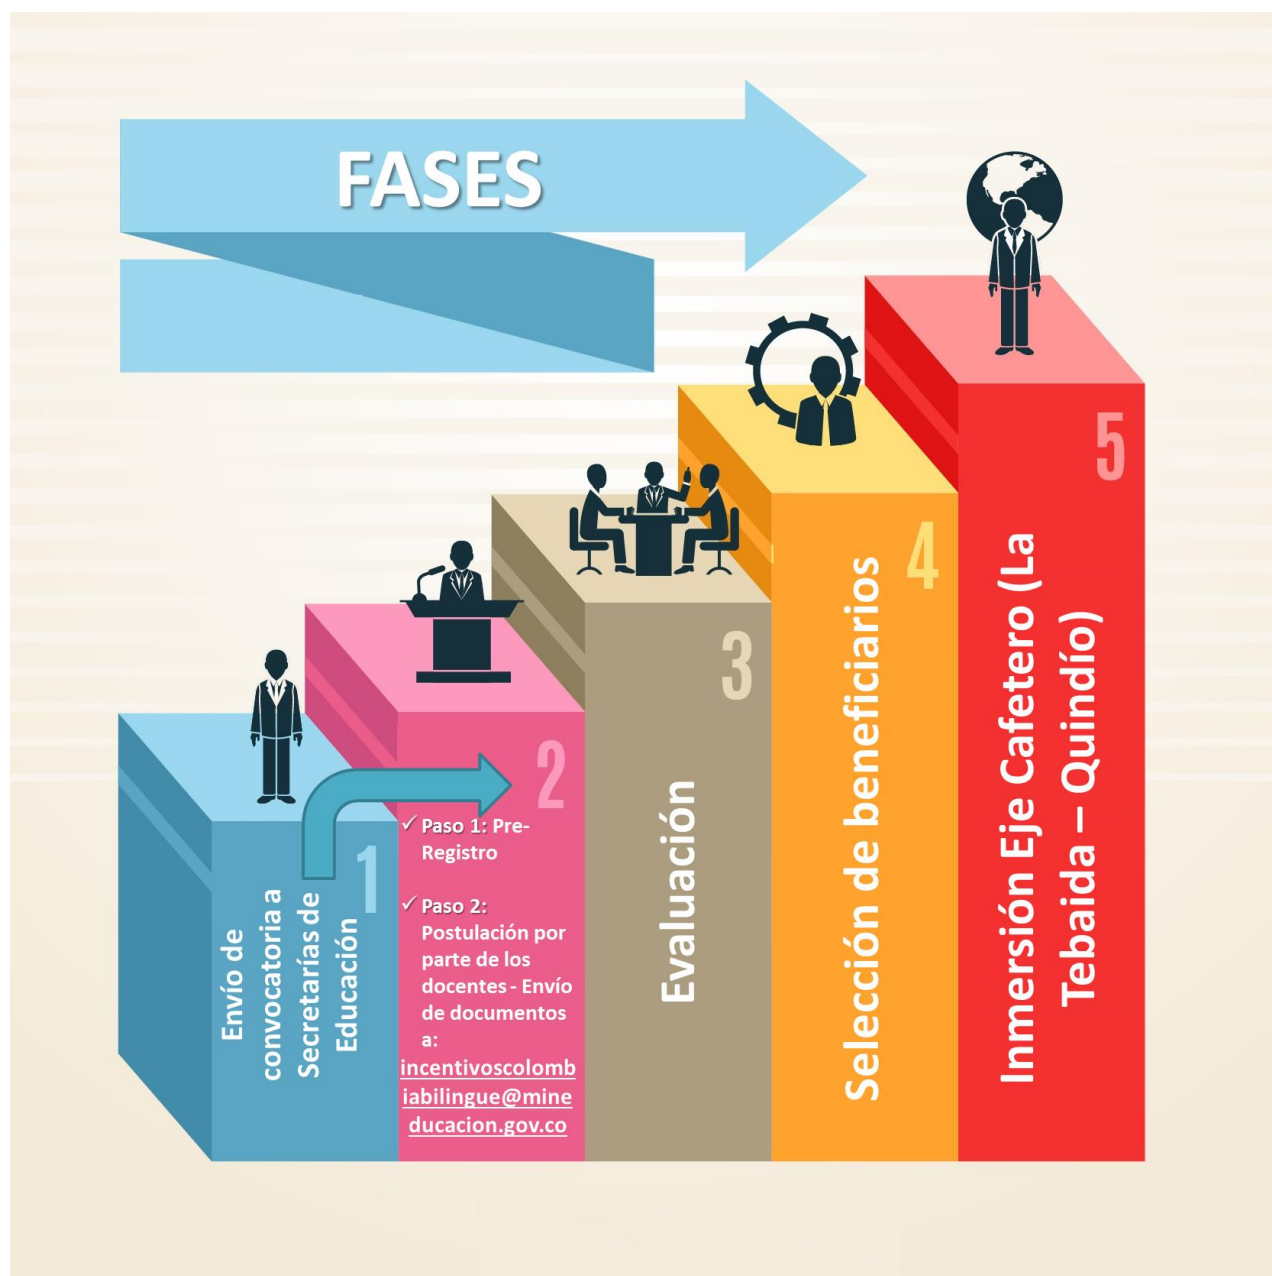 FASES
1
Envío de
convocatoria a
Secretarías de
Educación
2
✓ Paso 1: Pre-
Registro
✓ Paso 2:
Postulación por
parte de los
docentes - Envío
de documentos
a:
incentivoscolomb
iabilingue@mine
ducacion.gov.co
3
Evaluación
4
Selección de beneficiarios
5
Inmersión Eje Cafetero (La
Tebaida – Quindío)